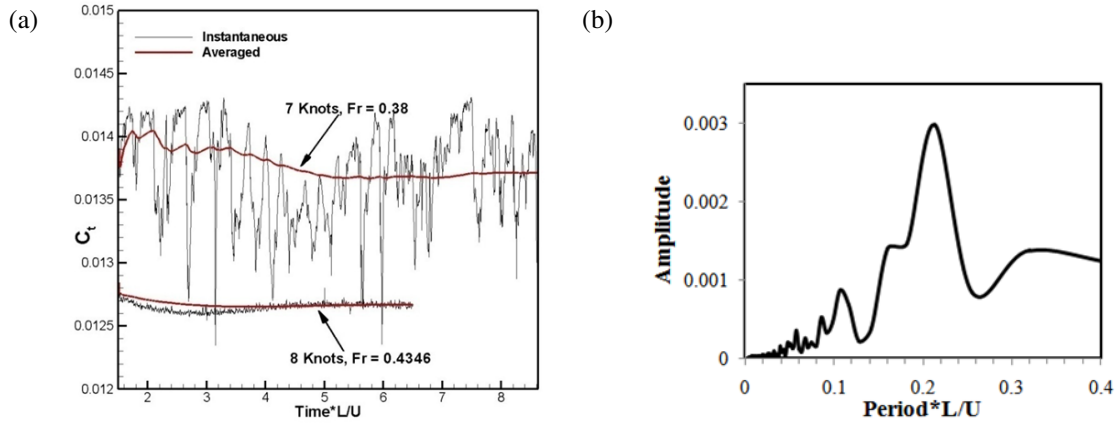 (a)
0.015
0.0145
0.014
0.0135
0.013
0.0125
0.012
Ct
Instantaneous
Averaged
7 Knots, Fr = 0.38
8 Knots, Fr = 0.4346
2 3 4 5 6 7 8
Time*L/U
(b)
0.003
0.002
0.001
0
Amplitude
0 0.1 0.2 0.3 0.4
Period*L/U